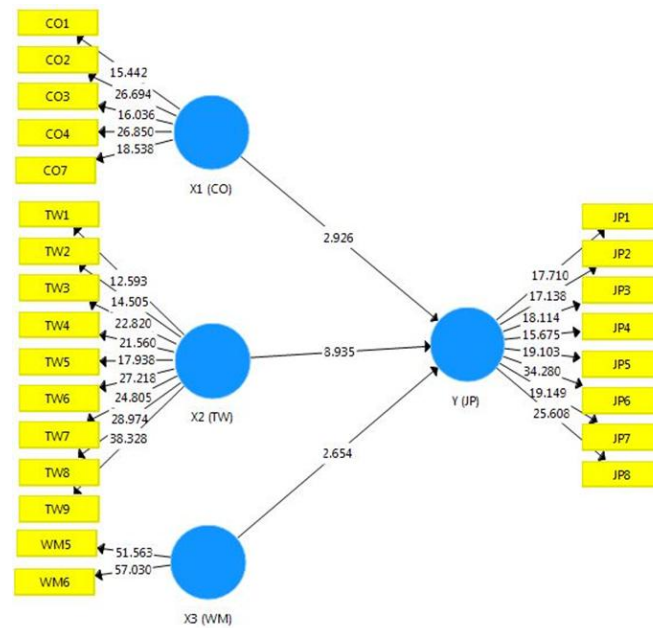 CO1
CO2
CO3
CO4
CO7
15.442
26.694
16.036
26.850
18.538
X1 (CO)
2.926
TW1
TW2
TW3
TW4
TW5
TW6
TW7
TW8
TW9
12.593
14.505
22.820
21.560
17.938
27.218
24.805
28.974
38.328
X2 (TW)
8.935
WM5
WM6
51.563
57.030
X3 (WM)
2.654
Y (JP)
17.710
17.138
18.114
15.675
19.103
34.280
19.149
25.608
JP1
JP2
JP3
JP4
JP5
JP6
JP7
JP8